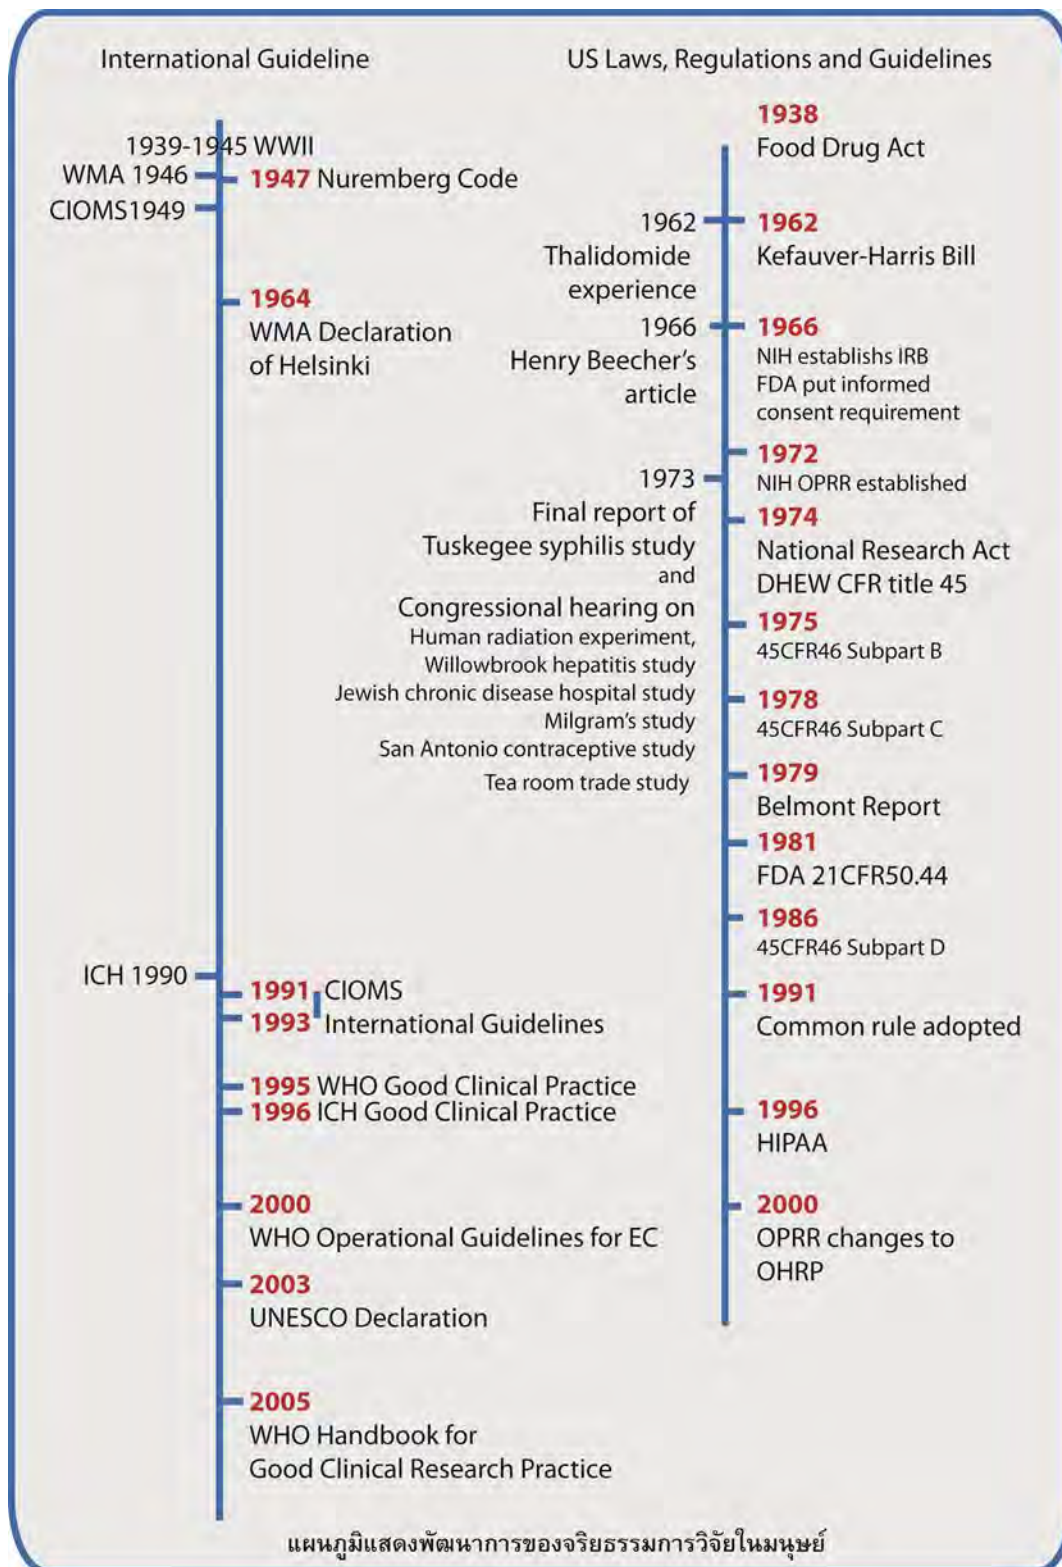 International Guideline
1939-1945 WWII
WMA 1946
1947 Nuremberg Code
CIOMS1949
1964
WMA Declaration
of Helsinki
ICH 1990
1991 CIOMS
1993 International Guidelines
1995 WHO Good Clinical Practice
1996 ICH Good Clinical Practice
2000
WHO Operational Guidelines for EC
2003
UNESCO Declaration
2005
WHO Handbook for
Good Clinical Research Practice
US Laws, Regulations and Guidelines
1938
Food Drug Act
1962
Thalidomide
experience
1962
Kefauver-Harris Bill
1966
Henry Beecher's
article
1966
NIH establishs IRB
FDA put informed
consent requirement
1972
NIH OPRR established
1973
Final report of
Tuskegee syphilis study
and
Congressional hearing on
Human radiation experiment,
Willowbrook hepatitis study
Jewish chronic disease hospital study
Milgram's study
San Antonio contraceptive study
Tea room trade study
1974
National Research Act
DHEW CFR title 45
1975
45CFR46 Subpart B
1978
45CFR46 Subpart C
1979
Belmont Report
1981
FDA 21CFR50.44
1986
45CFR46 Subpart D
1991
Common rule adopted
1996
HIPAA
2000
OPRR changes to
OHRP
แผนภูมิแสดงพัฒนาการของจริยธรรมการวิจัยในมนุษย์